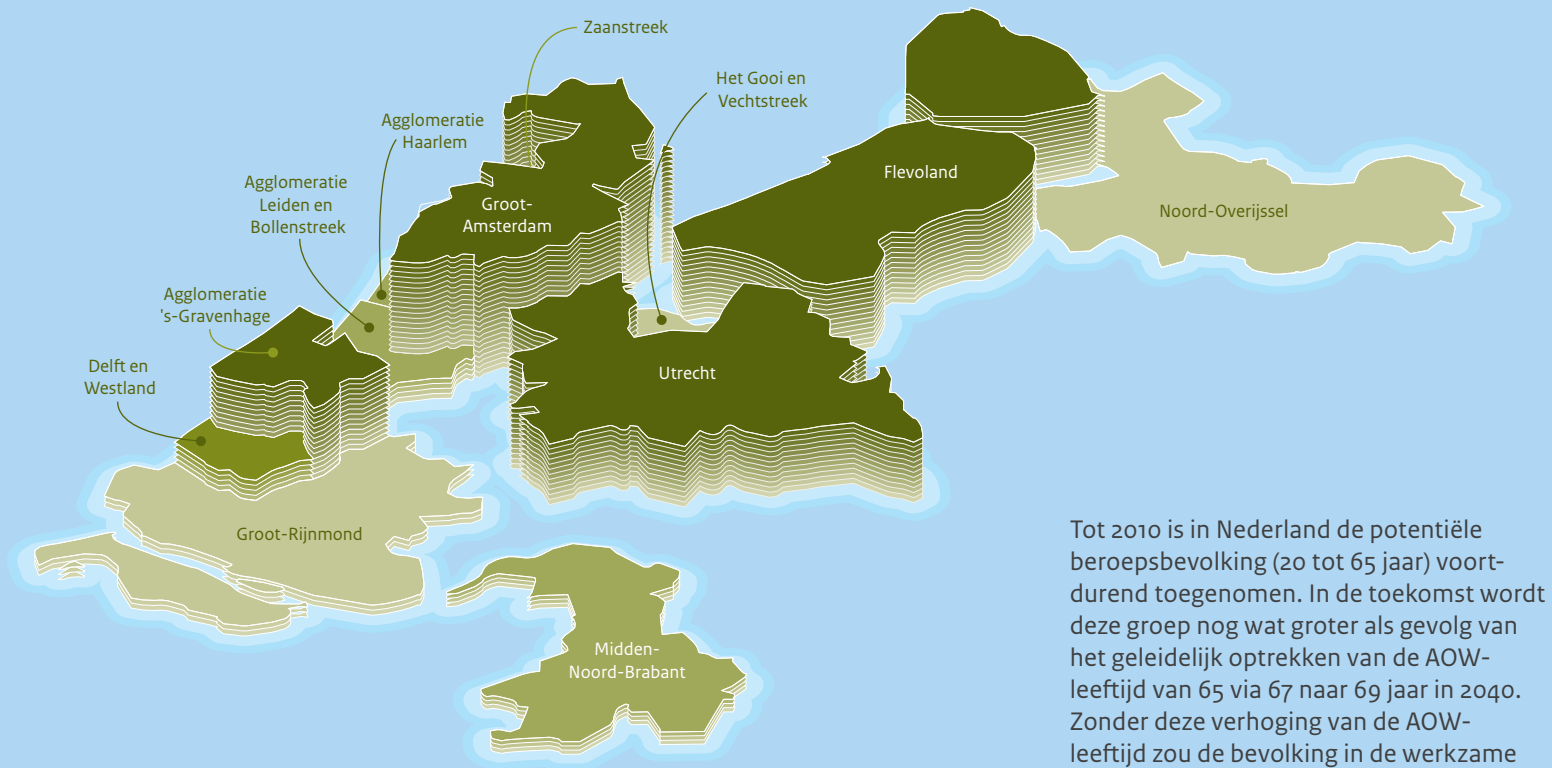 Zaanstreek
Het Gooi en
Vechtstreek
Agglomeratie
Haarlem
Agglomeratie
Leiden en
Bollenstreek
Agglomeratie
's-Gravenhage
Delft en
Westland
Groot-
Amsterdam
Flevoland
Noord-Overijssel
Utrecht
Groot-Rijnmond
Midden-
Noord-Brabant
Tot 2010 is in Nederland de potentiële
beroepsbevolking (20 tot 65 jaar) voort-
durend toegenomen. In de toekomst wordt
deze groep nog wat groter als gevolg van
het geleidelijk optrekken van de AOW-
leeftijd van 65 via 67 naar 69 jaar in 2040.
Zonder deze verhoging van de AOW-
leeftijd zou de bevolking in de werkzame